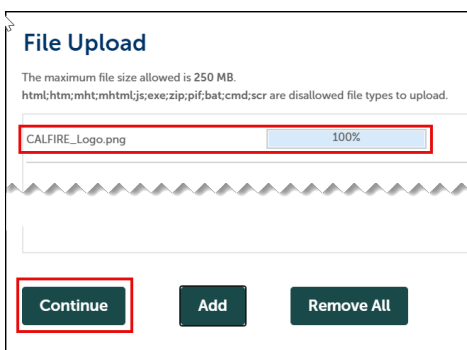 File Upload
The maximum file size allowed is 250 MB.
html;htm;mht;mhtml;js;exe;zip;pif;bat;cmd;scr are disallowed file types to upload.
CALFIRE_Logo.png 100%
Continue Add Remove All